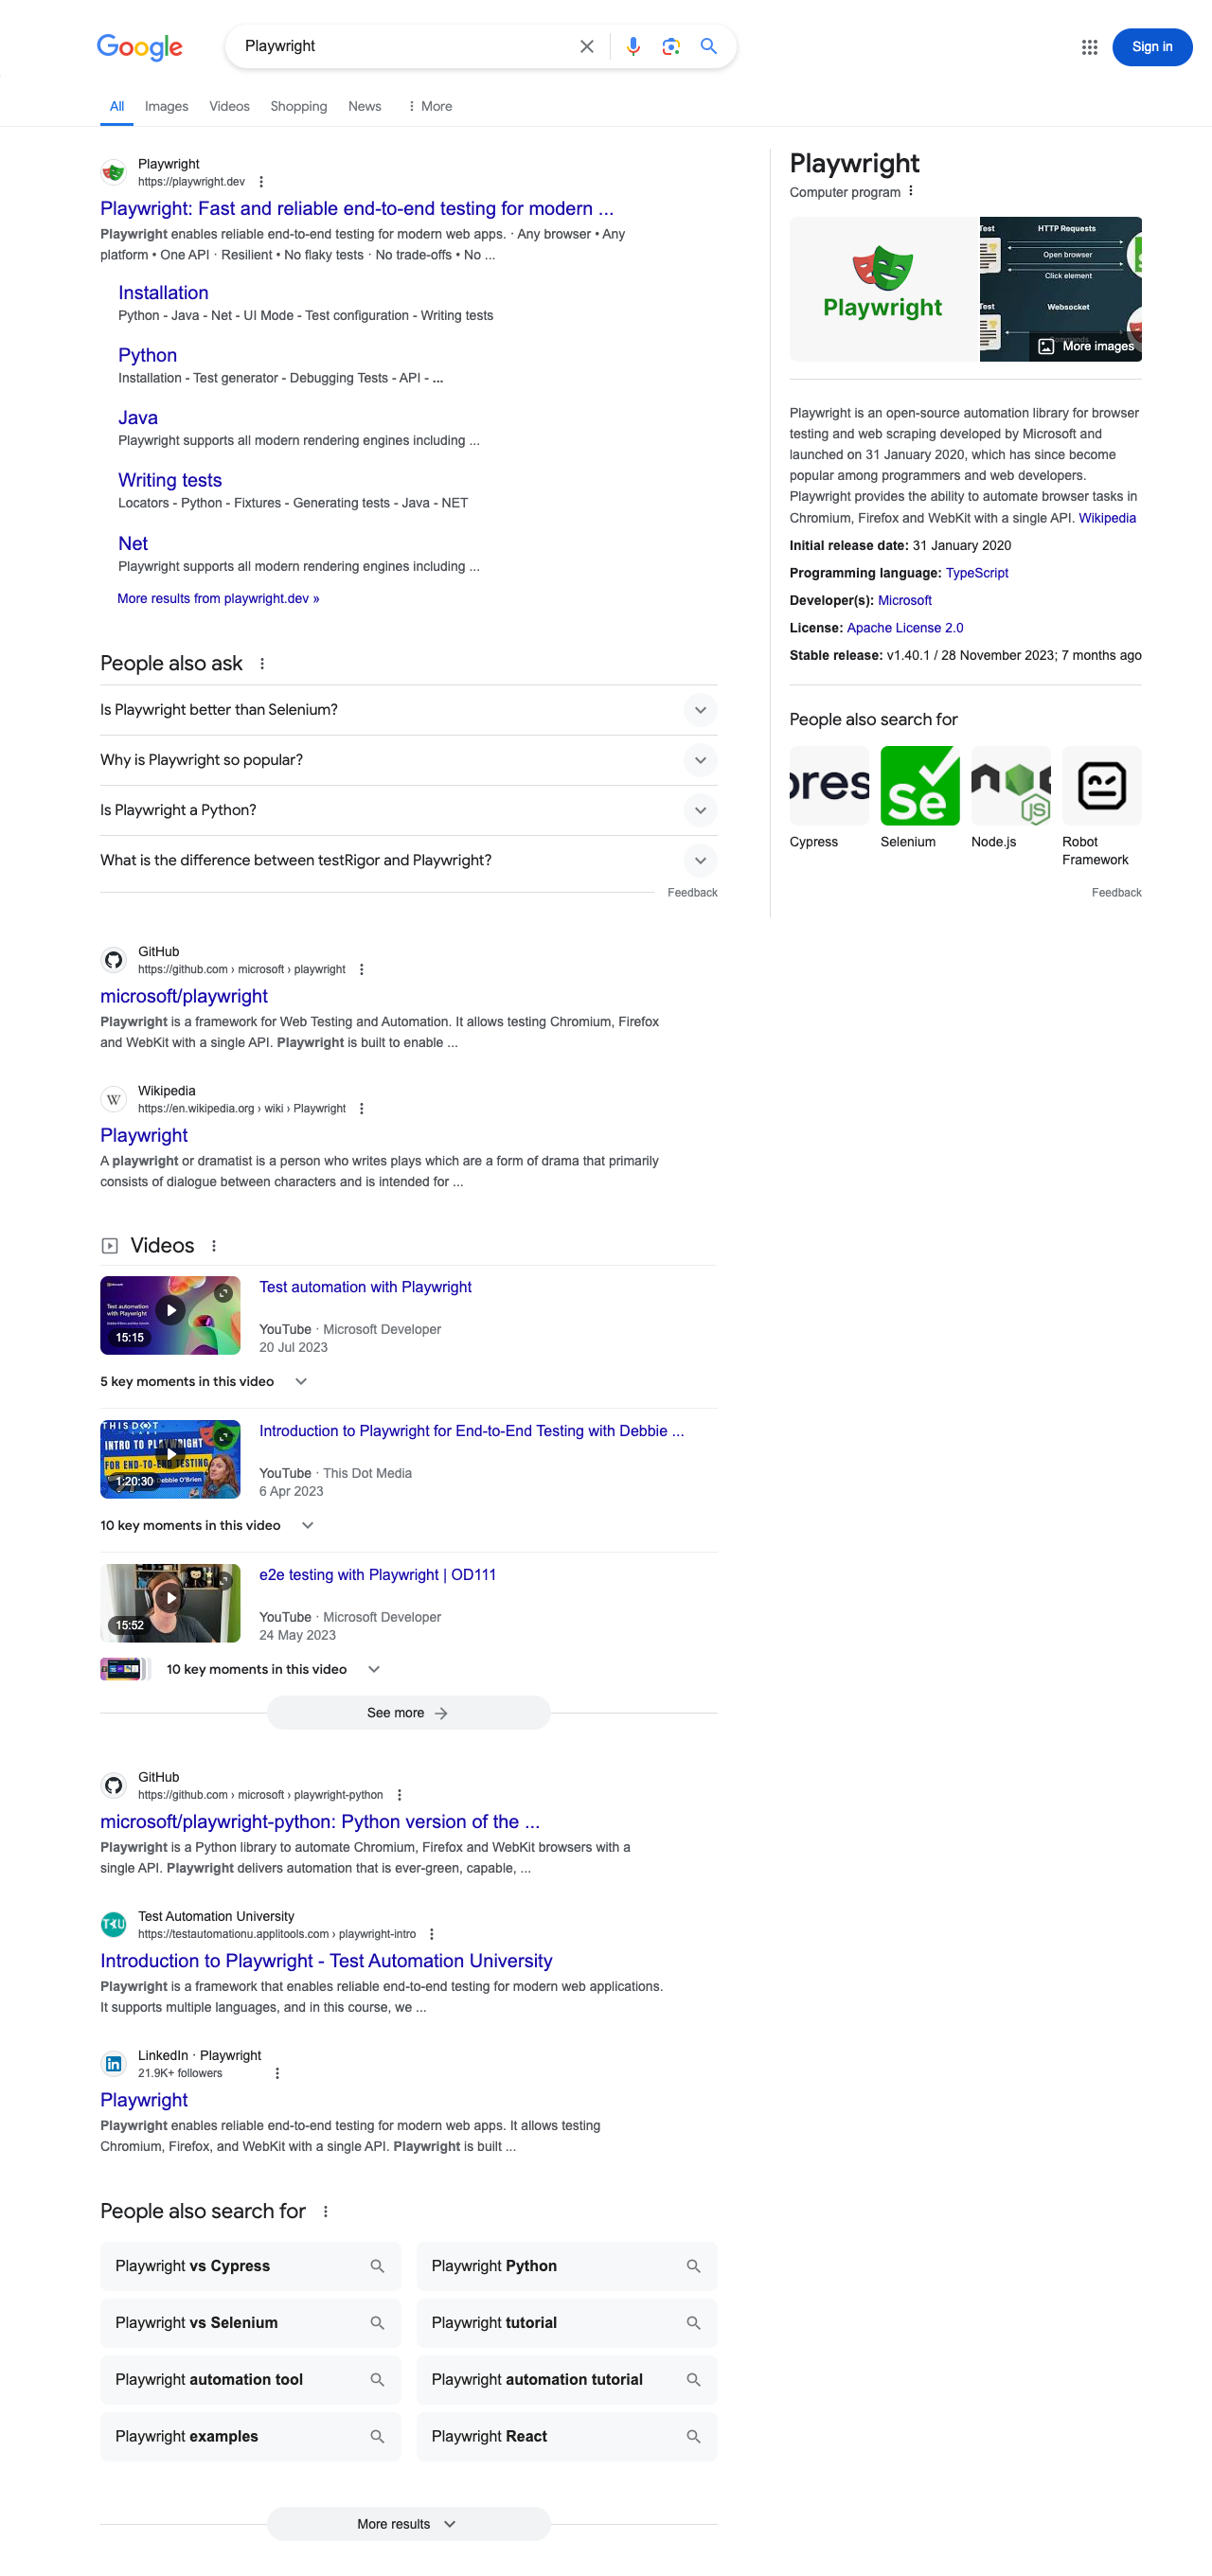 Google
Playwright
Sign in
All
Images
Videos
Shopping
News
More
Playwright
https://playwright.dev
Playwright: Fast and reliable end-to-end testing for modern ...
Playwright enables reliable end-to-end testing for modern web apps. · Any browser • Any
platform • One API · Resilient • No flaky tests · No trade-offs • No ...
Installation
Python - Java - Net - UI Mode - Test configuration - Writing tests
Python
Installation - Test generator - Debugging Tests - API - ...
Java
Playwright supports all modern rendering engines including ...
Writing tests
Locators - Python - Fixtures - Generating tests - Java - NET
Net
Playwright supports all modern rendering engines including ...
More results from playwright.dev »
People also ask
Is Playwright better than Selenium?
Why is Playwright so popular?
Is Playwright a Python?
What is the difference between testRigor and Playwright?
Feedback
GitHub
https://github.com › microsoft › playwright
microsoft/playwright
Playwright is a framework for Web Testing and Automation. It allows testing Chromium, Firefox
and WebKit with a single API. Playwright is built to enable ...
W
Wikipedia
https://en.wikipedia.org › wiki › Playwright
Playwright
A playwright or dramatist is a person who writes plays which are a form of drama that primarily
consists of dialogue between characters and is intended for ...
Videos
Test automation
with Playwright
15:15
Test automation with Playwright
YouTube · Microsoft Developer
20 Jul 2023
5 key moments in this video
THIS DOT
INTRO TO PLAYWRIGHT
FOR END-TO-END TESTING
Debbie O'Brien
1:20:30
Introduction to Playwright for End-to-End Testing with Debbie ...
YouTube · This Dot Media
6 Apr 2023
10 key moments in this video
15:52
e2e testing with Playwright | OD111
YouTube · Microsoft Developer
24 May 2023
10 key moments in this video
See more
GitHub
https://github.com › microsoft › playwright-python
microsoft/playwright-python: Python version of the ...
Playwright is a Python library to automate Chromium, Firefox and WebKit browsers with a
single API. Playwright delivers automation that is ever-green, capable, ...
TAU
Test Automation University
https://testautomationu.applitools.com › playwright-intro
Introduction to Playwright - Test Automation University
Playwright is a framework that enables reliable end-to-end testing for modern web applications.
It supports multiple languages, and in this course, we ...
in
LinkedIn · Playwright
21.9K+ followers
Playwright
Playwright enables reliable end-to-end testing for modern web apps. It allows testing
Chromium, Firefox, and WebKit with a single API. Playwright is built ...
People also search for
Playwright vs Cypress
Playwright Python
Playwright vs Selenium
Playwright tutorial
Playwright automation tool
Playwright automation tutorial
Playwright examples
Playwright React
More results
Playwright
Computer program
Playwright
Test
HTTP Requests
Open browser
Click element
Test
Websocket
More images
Playwright is an open-source automation library for browser
testing and web scraping developed by Microsoft and
launched on 31 January 2020, which has since become
popular among programmers and web developers.
Playwright provides the ability to automate browser tasks in
Chromium, Firefox and WebKit with a single API. Wikipedia
Initial release date: 31 January 2020
Programming language: TypeScript
Developer(s): Microsoft
License: Apache License 2.0
Stable release: v1.40.1 / 28 November 2023; 7 months ago
People also search for
pres
Se
JS
Cypress
Selenium
Node.js
Robot
Framework
Feedback